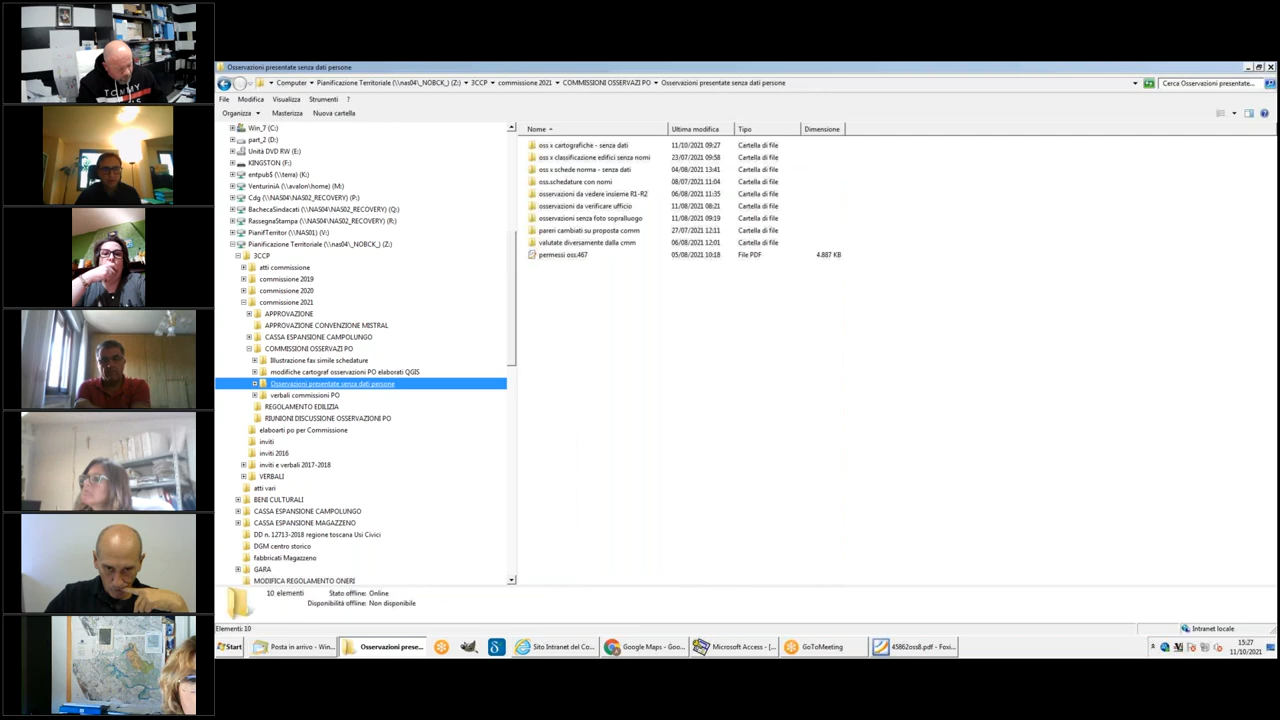 TOMMY
Osservazioni presentate senza dati persone
Computer ▸ Pianificazione Territoriale (\\nas04\_NOBCK_) (Z:) ▸ 3CCP ▸ commissione 2021 ▸ COMMISSIONI OSSERVAZI PO ▸ Osservazioni presentate senza dati persone
Cerca Osservazioni presentate...
File Modifica Visualizza Strumenti ?
Organizza Masterizza Nuova cartella
Nome Ultima modifica Tipo Dimensione
Win_7 (C:)
part_2 (D:)
Unità DVD RW (E:)
KINGSTON (F:)
entpub$ (\\terra) (K:)
VenturiniA (\\avalon\home) (M:)
Cdg (\\NAS04\NAS02_RECOVERY) (P:)
BachecaSindacati (\\NAS04\NAS02_RECOVERY) (Q:)
RassegnaStampa (\\NAS04\NAS02_RECOVERY) (R:)
PianifTerritor (\\NAS01) (V:)
Pianificazione Territoriale (\\nas04\_NOBCK_) (Z:)
3CCP
atti commissione
commissione 2019
commissione 2020
commissione 2021
APPROVAZIONE
APPROVAZIONE CONVENZIONE MISTRAL
CASSA ESPANSIONE CAMPOLUNGO
COMMISSIONI OSSERVAZI PO
Illustrazione fax simile schedature
modifiche cartograf osservazioni PO elaborati QGIS
Osservazioni presentate senza dati persone
verbali commissioni PO
REGOLAMENTO EDILIZIA
RIUNIONI DISCUSSIONE OSSERVAZIONI PO
elaoarti po per Commissione
inviti
inviti 2016
inviti e verbali 2017-2018
VERBALI
atti vari
BENI CULTURALI
CASSA ESPANSIONE CAMPOLUNGO
CASSA ESPANSIONE MAGAZZENO
DD n. 12713-2018 regione toscana Usi Civici
DGM centro storico
fabbricati Magazzeno
GARA
MODIFICA REGOLAMENTO ONERI
oss x cartografiche - senza dati 11/10/2021 09:27 Cartella di file
oss x classificazione edifici senza nomi 23/07/2021 09:58 Cartella di file
oss x schede norma - senza dati 04/08/2021 13:41 Cartella di file
oss.schedature con nomi 08/07/2021 11:04 Cartella di file
osservazioni da vedere insieme R1-R2 06/08/2021 11:35 Cartella di file
osservazioni da verificare ufficio 11/08/2021 08:21 Cartella di file
osservazioni senza foto sopralluogo 11/08/2021 09:19 Cartella di file
pareri cambiati su proposta comm 27/07/2021 12:11 Cartella di file
valutate diversamente dalla cmm 06/08/2021 12:01 Cartella di file
permessi oss.467 05/08/2021 10:18 File PDF 4.887 KB
10 elementi Stato offline: Online
Disponibilità offline: Non disponibile
Elementi: 10 Intranet locale
Start Posta in arrivo - Win... Osservazioni prese... Sito Intranet del Co... Google Maps - Goo... Microsoft Access - [... GoToMeeting 45862oss8.pdf - Foxi...
15:27
11/10/2021